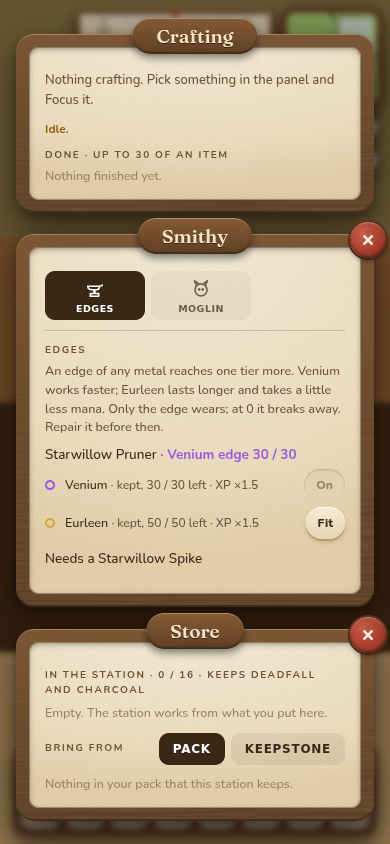 Crafting
Nothing crafting. Pick something in the panel and
Focus it.
Idle.
DONE · UP TO 30 OF AN ITEM
Nothing finished yet.
Smithy
EDGES
MOGLIN
EDGES
An edge of any metal reaches one tier more. Venium
works faster; Eurleen lasts longer and takes a little
less mana. Only the edge wears; at 0 it breaks away.
Repair it before then.
Starwillow Pruner · Venium edge 30 / 30
Venium · kept, 30 / 30 left · XP ×1.5 On
Eurleen · kept, 50 / 50 left · XP ×1.5 Fit
Needs a Starwillow Spike
Store
IN THE STATION · 0 / 16 · KEEPS DEADFALL
AND CHARCOAL
Empty. The station works from what you put here.
BRING FROM PACK KEEPSTONE
Nothing in your pack that this station keeps.